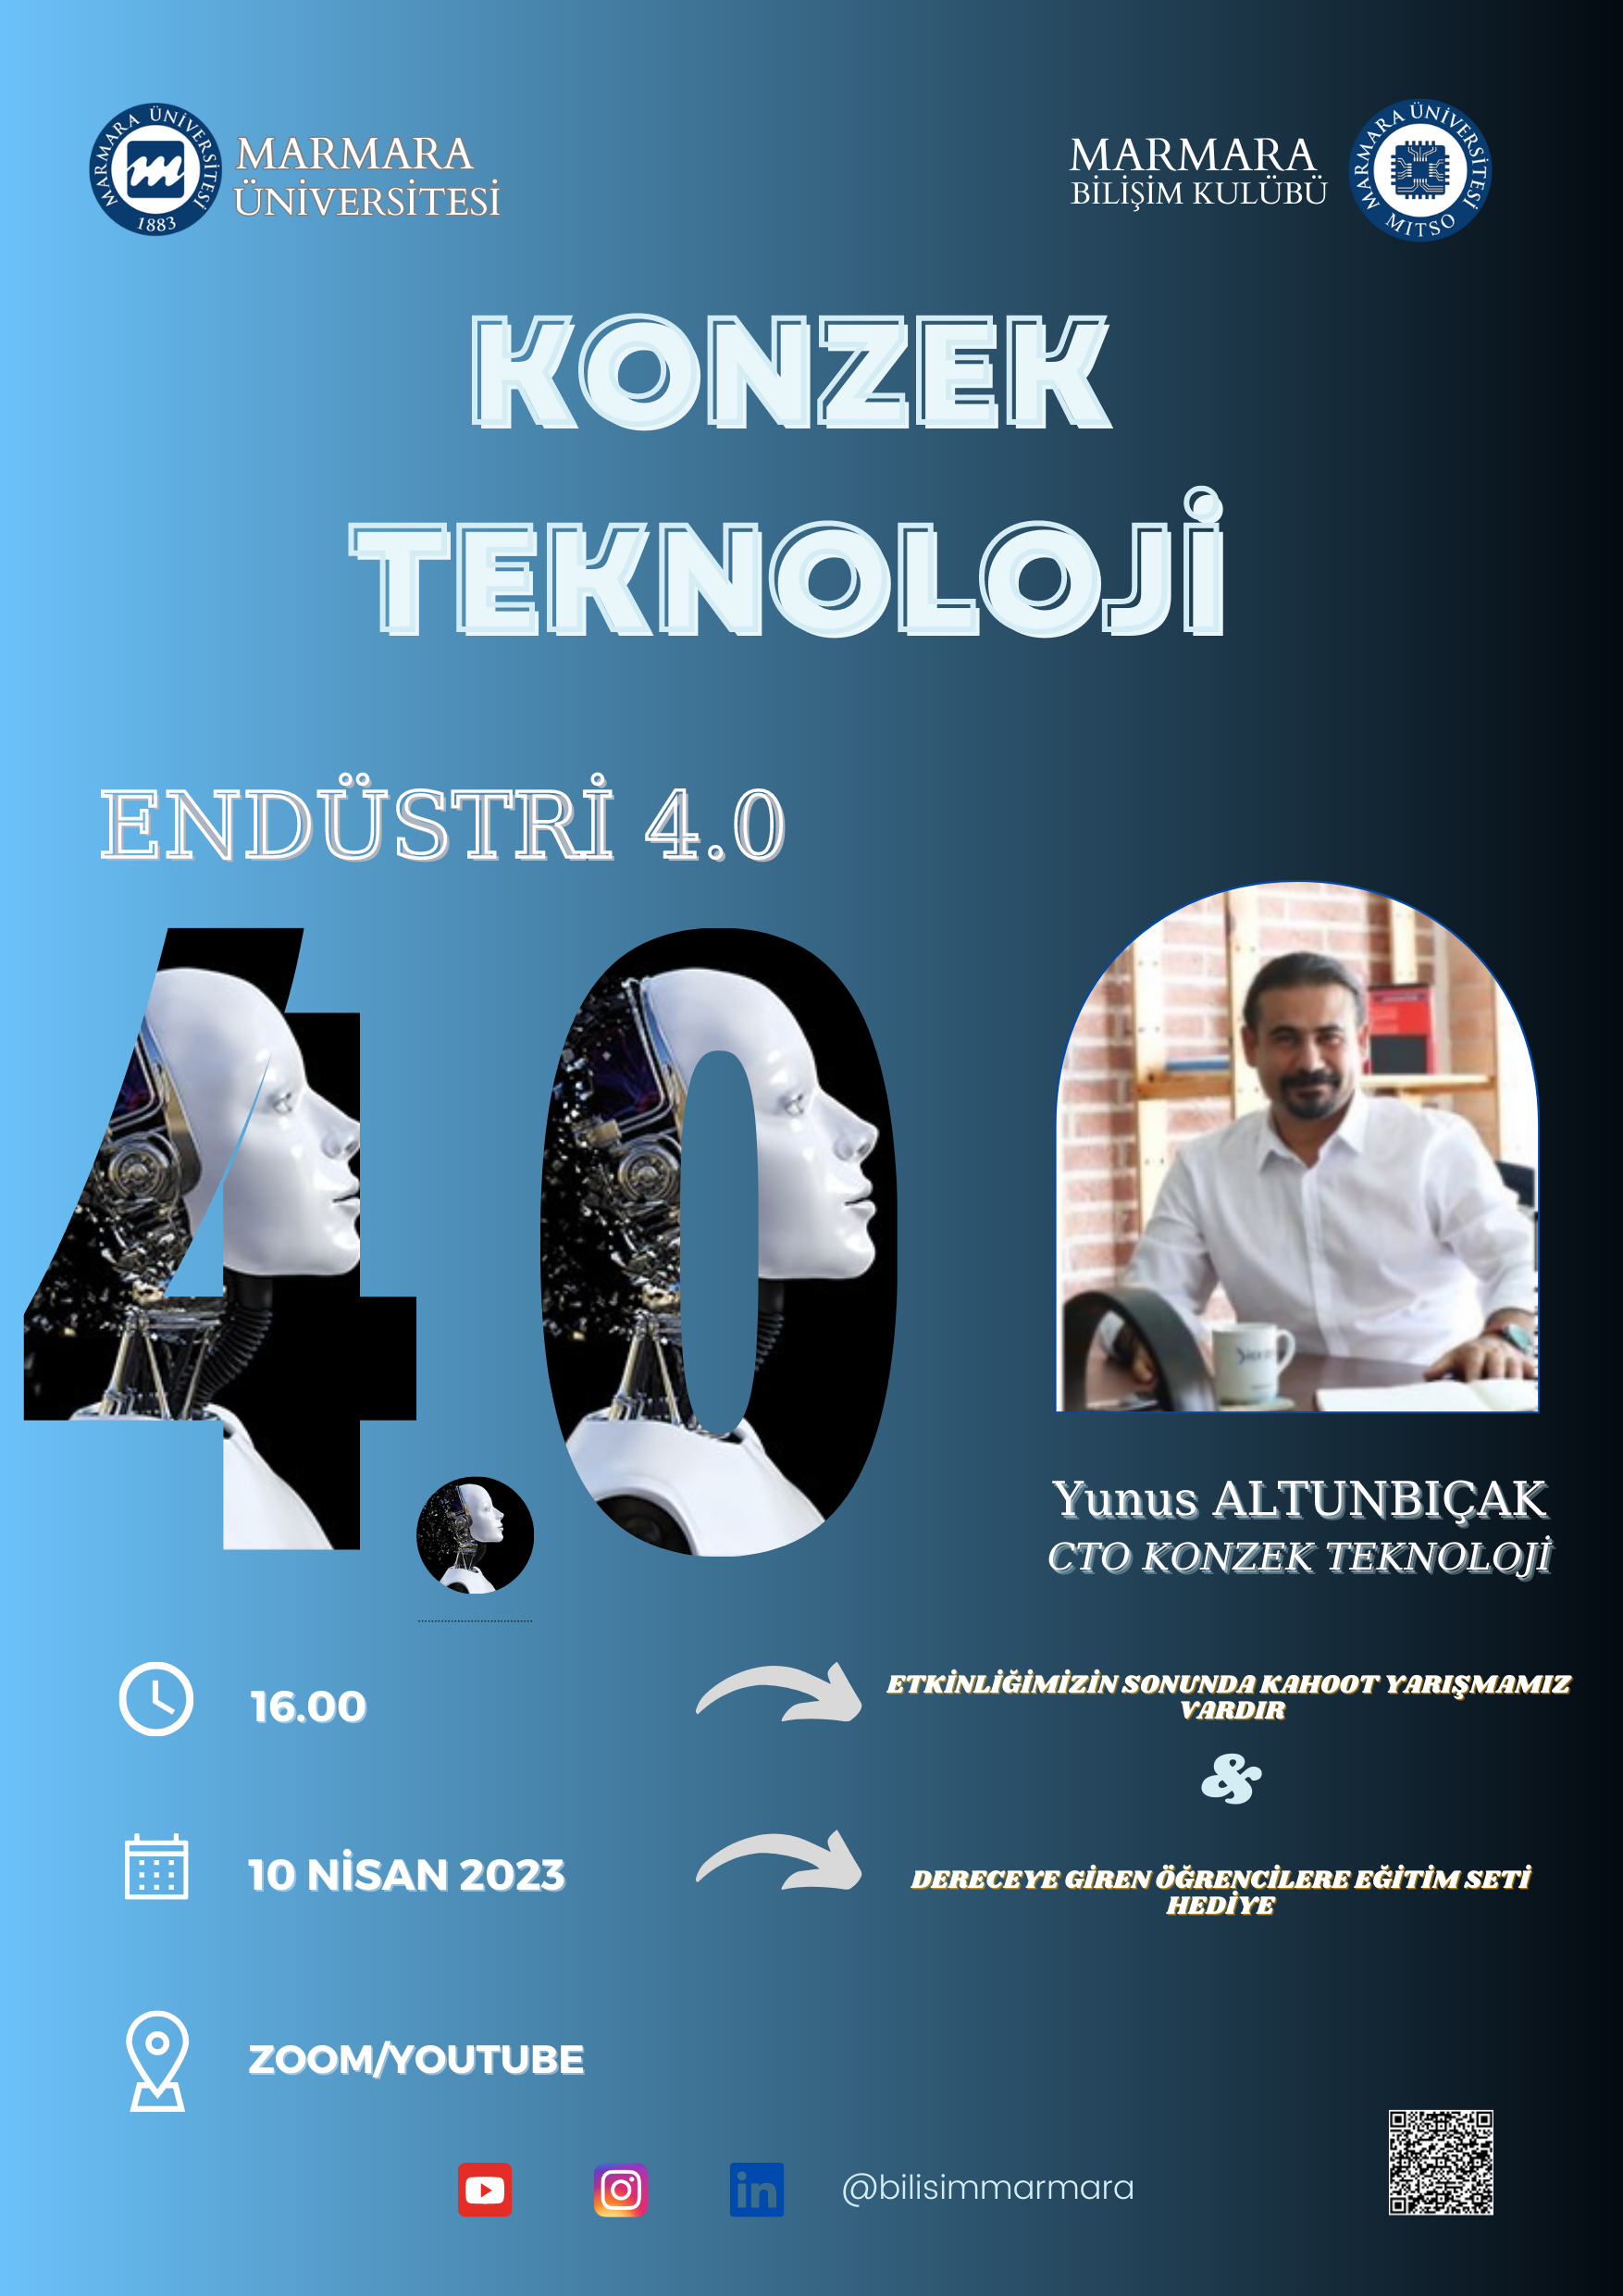 MARMARA ÜNİVERSİTESİ
1883
MARMARA
ÜNİVERSİTESİ
MARMARA
BİLİŞİM KULÜBÜ
MARMARA ÜNİVERSİTESİ
MITSO
KONZEK
TEKNOLOJİ
ENDÜSTRİ 4.0
4.0
Yunus ALTUNBIÇAK
CTO KONZEK TEKNOLOJİ
16.00
ETKİNLİĞİMİZİN SONUNDA KAHOOT YARIŞMAMIZ
VARDIR
&
10 NİSAN 2023
DERECEYE GİREN ÖĞRENCİLERE EĞİTİM SETİ
HEDİYE
ZOOM/YOUTUBE
in
@bilisimmarmara